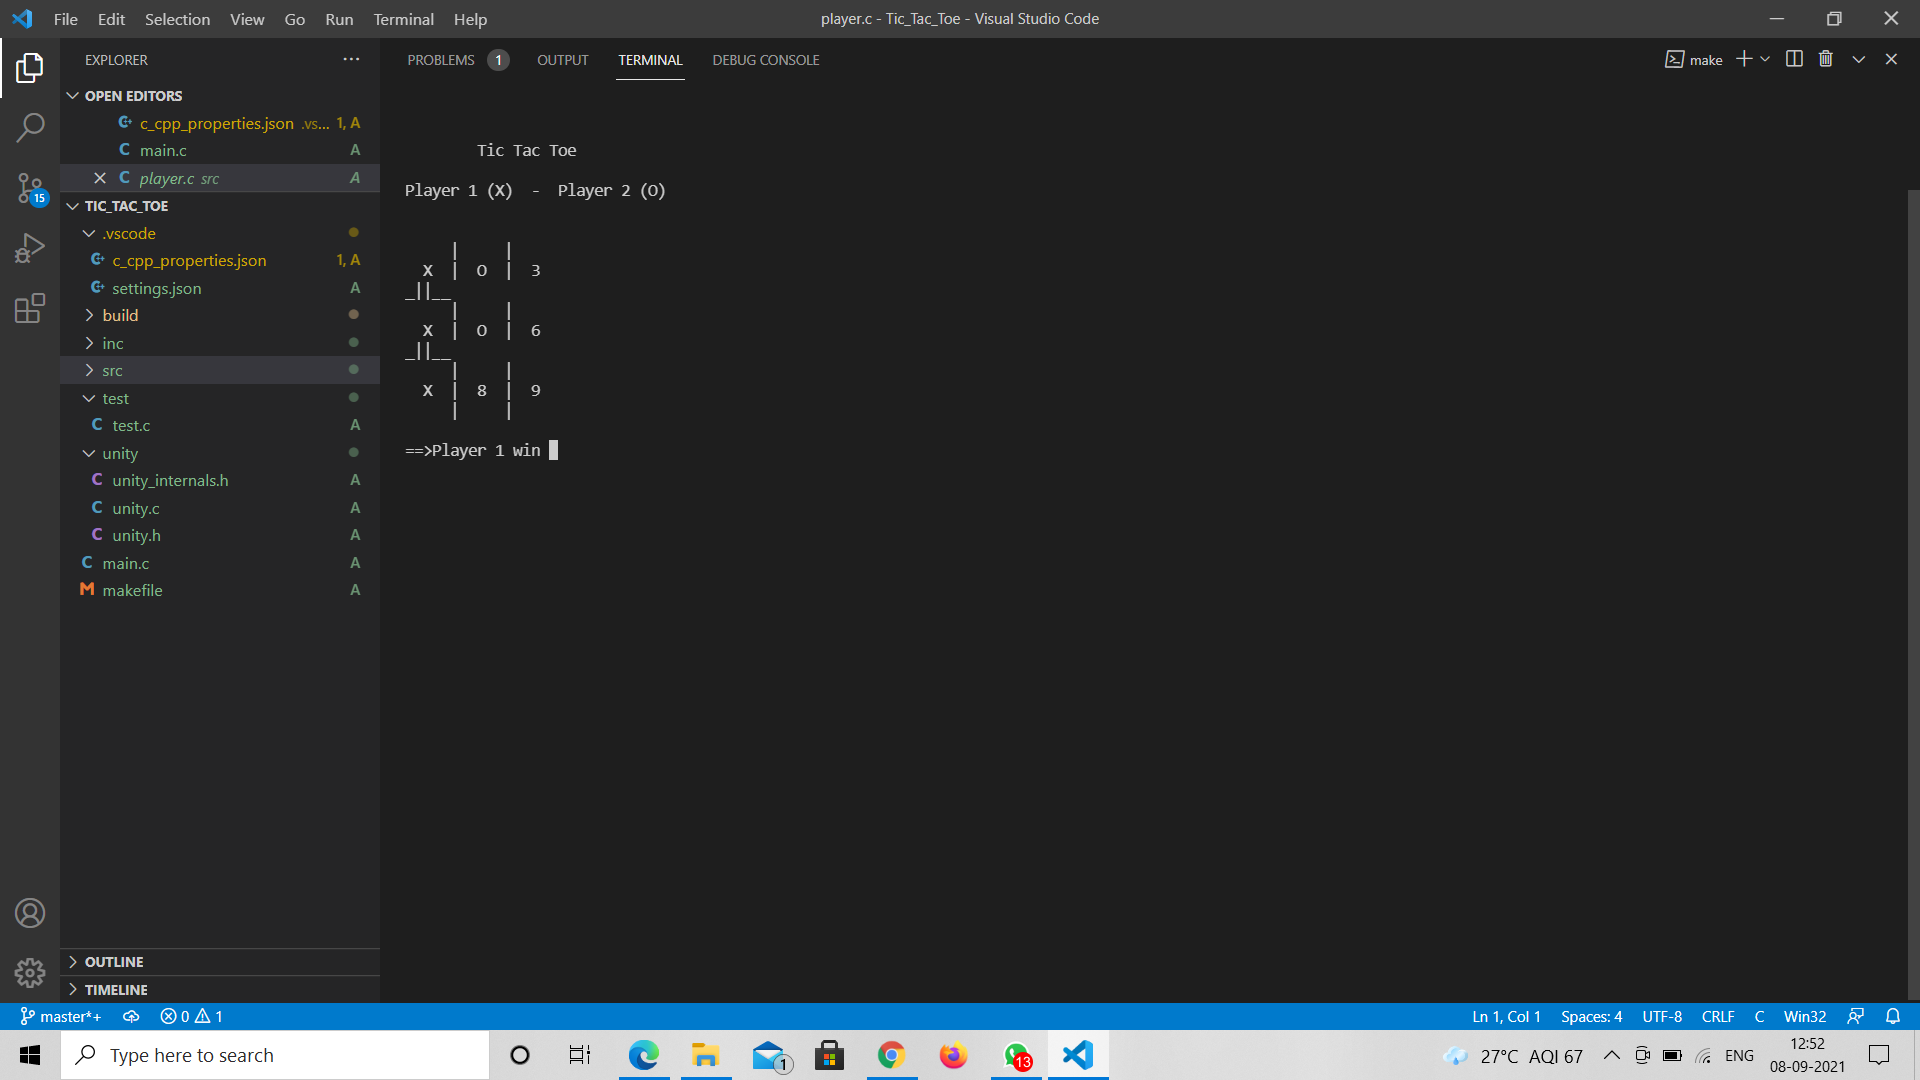 File Edit Selection View Go Run Terminal Help
player.c - Tic_Tac_Toe - Visual Studio Code
EXPLORER
OPEN EDITORS
c_cpp_properties.json .vs... 1, A
main.c A
player.c src A
TIC_TAC_TOE
.vscode
c_cpp_properties.json 1, A
settings.json A
build
inc
src
test
test.c A
unity
unity_internals.h A
unity.c A
unity.h A
main.c A
makefile A
OUTLINE
TIMELINE
15
PROBLEMS 1 OUTPUT TERMINAL DEBUG CONSOLE
make
Tic Tac Toe
Player 1 (X)  -  Player 2 (O)
     |     |
  X  |  O  |  3
_||__
     |     |
  X  |  O  |  6
_||__
     |     |
  X  |  8  |  9
     |     |
==>Player 1 win
master*+ 0 1
Ln 1, Col 1 Spaces: 4 UTF-8 CRLF C Win32
Type here to search
1
13
27°C AQI 67 ENG
12:52
08-09-2021